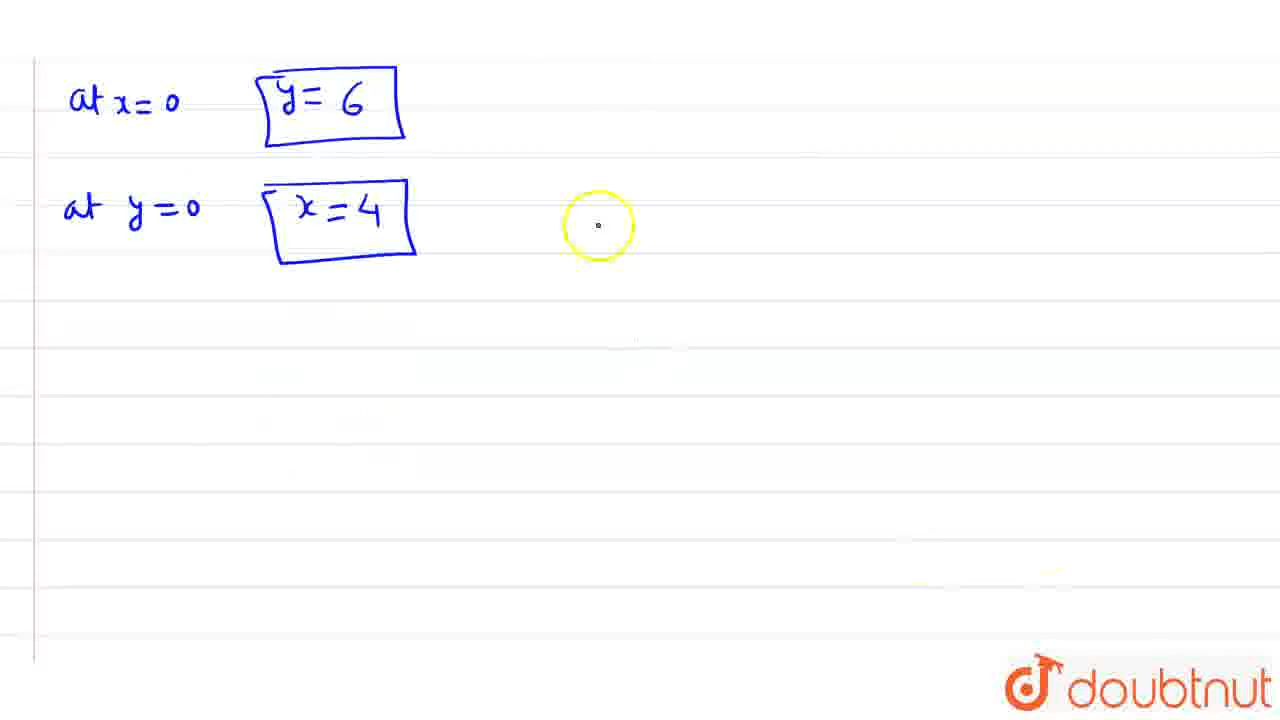 at x = 0 y = 6
at y = 0 x = 4
doubtnut